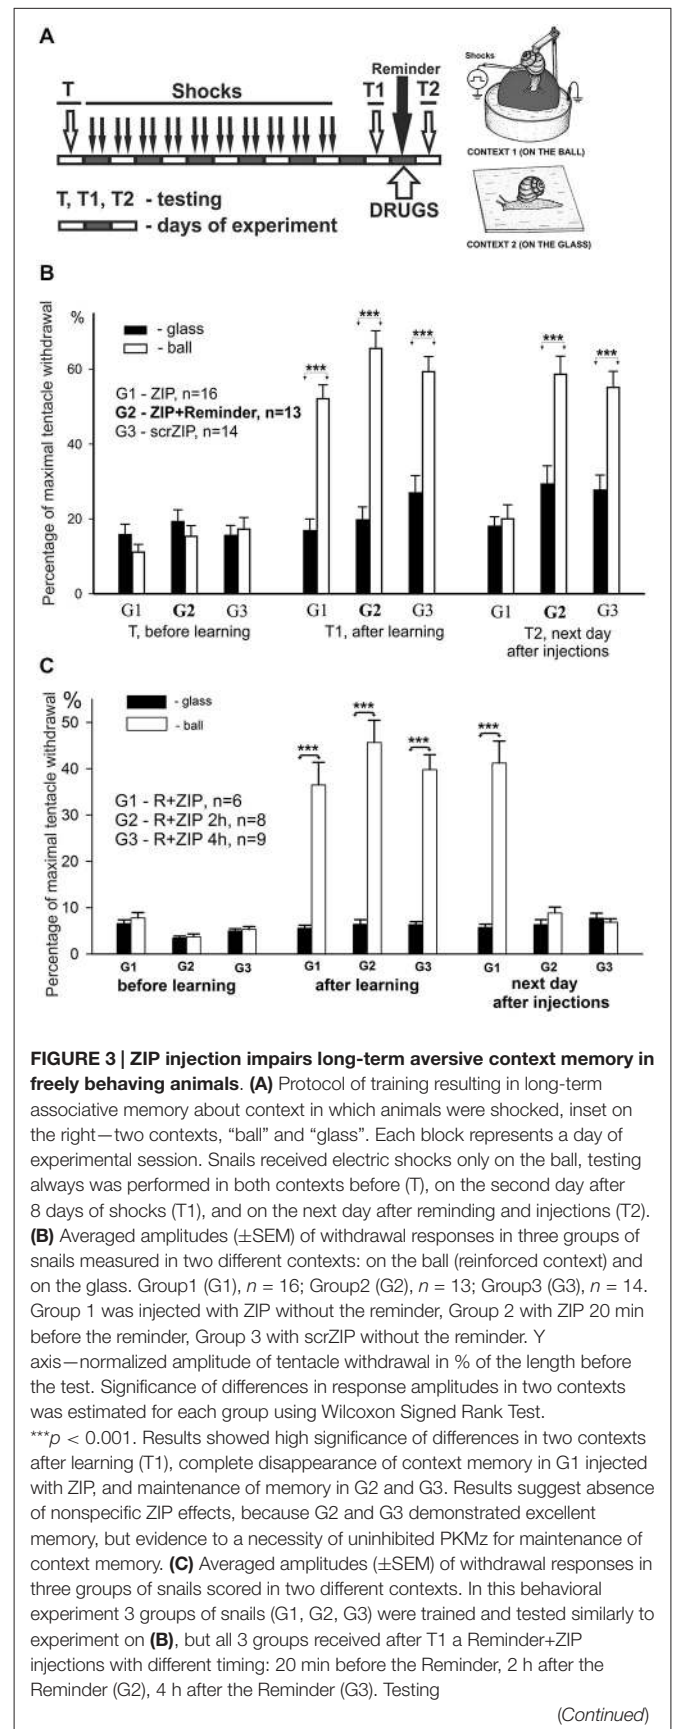 A
T
Shocks
T1
Reminder
T2
Shocks
CONTEXT 1 (ON THE BALL)
T, T1, T2 - testing
- days of experiment
DRUGS
CONTEXT 2 (ON THE GLASS)
B
Percentage of maximal tentacle withdrawal
%
60
40
20
0
- glass
- ball
G1 - ZIP, n=16
G2 - ZIP+Reminder, n=13
G3 - scrZIP, n=14
*** *** *** *** ***
G1 G2 G3 G1 G2 G3 G1 G2 G3
T, before learning
T1, after learning
T2, next day
after injections
C
Percentage of maximal tentacle withdrawal
%
50
40
30
20
10
0
- glass
- ball
G1 - R+ZIP, n=6
G2 - R+ZIP 2h, n=8
G3 - R+ZIP 4h, n=9
*** *** *** ***
G1 G2 G3 G1 G2 G3 G1 G2 G3
before learning
after learning
next day
after injections
FIGURE 3 | ZIP injection impairs long-term aversive context memory in
freely behaving animals. (A) Protocol of training resulting in long-term
associative memory about context in which animals were shocked, inset on
the right—two contexts, “ball” and “glass”. Each block represents a day of
experimental session. Snails received electric shocks only on the ball, testing
always was performed in both contexts before (T), on the second day after
8 days of shocks (T1), and on the next day after reminding and injections (T2).
(B) Averaged amplitudes (±SEM) of withdrawal responses in three groups of
snails measured in two different contexts: on the ball (reinforced context) and
on the glass. Group1 (G1), n = 16; Group2 (G2), n = 13; Group3 (G3), n = 14.
Group 1 was injected with ZIP without the reminder, Group 2 with ZIP 20 min
before the reminder, Group 3 with scrZIP without the reminder. Y
axis—normalized amplitude of tentacle withdrawal in % of the length before
the test. Significance of differences in response amplitudes in two contexts
was estimated for each group using Wilcoxon Signed Rank Test.
***p < 0.001. Results showed high significance of differences in two contexts
after learning (T1), complete disappearance of context memory in G1 injected
with ZIP, and maintenance of memory in G2 and G3. Results suggest absence
of nonspecific ZIP effects, because G2 and G3 demonstrated excellent
memory, but evidence to a necessity of uninhibited PKMz for maintenance of
context memory. (C) Averaged amplitudes (±SEM) of withdrawal responses in
three groups of snails scored in two different contexts. In this behavioral
experiment 3 groups of snails (G1, G2, G3) were trained and tested similarly to
experiment on (B), but all 3 groups received after T1 a Reminder+ZIP
injections with different timing: 20 min before the Reminder, 2 h after the
Reminder (G2), 4 h after the Reminder (G3). Testing
(Continued)